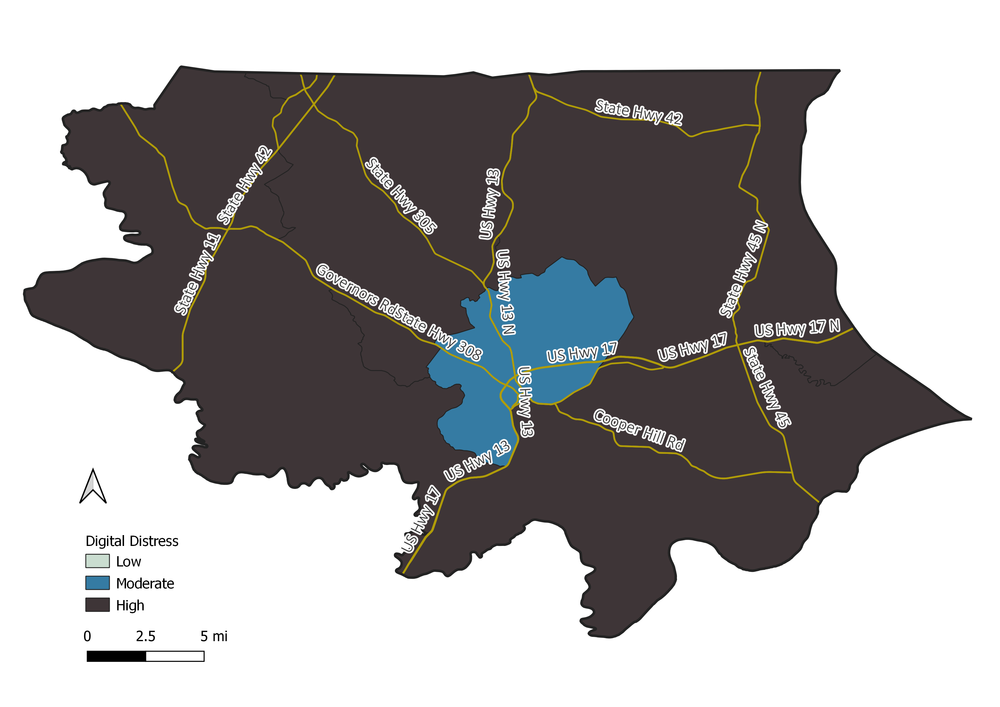 State Hwy 42
State Hwy 42
State Hwy 305
US Hwy 13
State Hwy 11
State Hwy 45 N
US Hwy 13 N
Governors Rd
State Hwy 308
US Hwy 17
US Hwy 17
US Hwy 17 N
State Hwy 45
US Hwy 13
Cooper Hill Rd
US Hwy 13
US Hwy 17
Digital Distress
Low
Moderate
High
0 2.5 5 mi